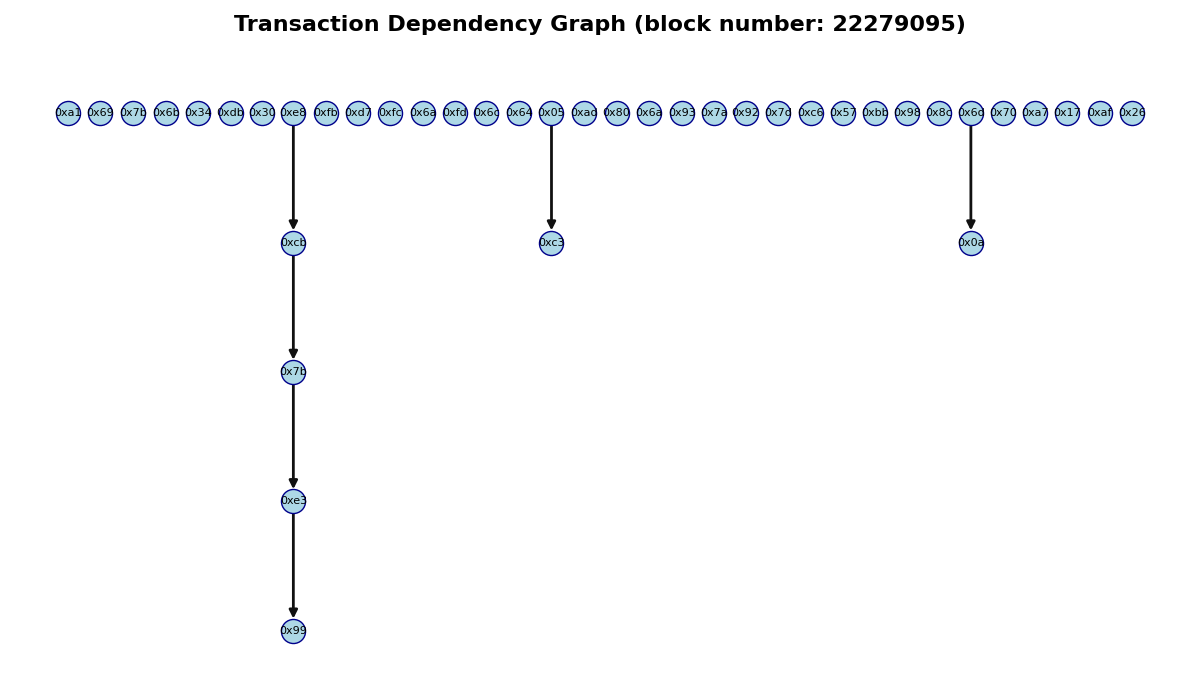 Transaction Dependency Graph (block number: 22279095)
0xa1 0x69 0x7b 0x6b 0x34 0xdb 0x30 0xe8 0xfb 0xd7 0xfc 0x6a 0xfd 0x6c 0x64 0x05 0xad 0x80 0x6a 0x93 0x7a 0x92 0x7d 0xc6 0x57 0xbb 0x98 0x8c 0x6d 0x70 0xa7 0x17 0xaf 0x26
0xcb 0xc3 0x0a
0x7b
0xe3
0x99